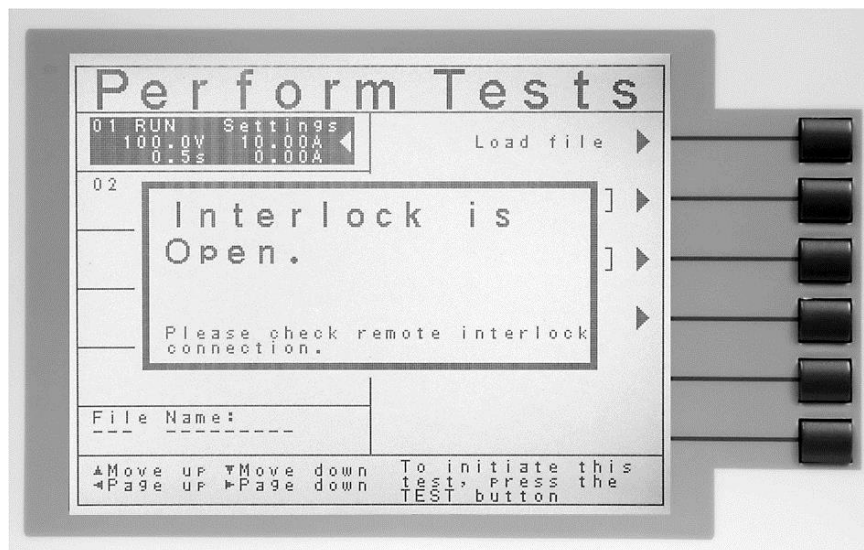 Perform Tests
01 RUN Settings
100.0V 10.00A
0.5s 0.00A
Load file
02
]
]
Interlock is
Open.
Please check remote interlock
connection.
File Name:
▲Move up ▼Move down
◄Page up ►Page down
To initiate this
test, press the
TEST button